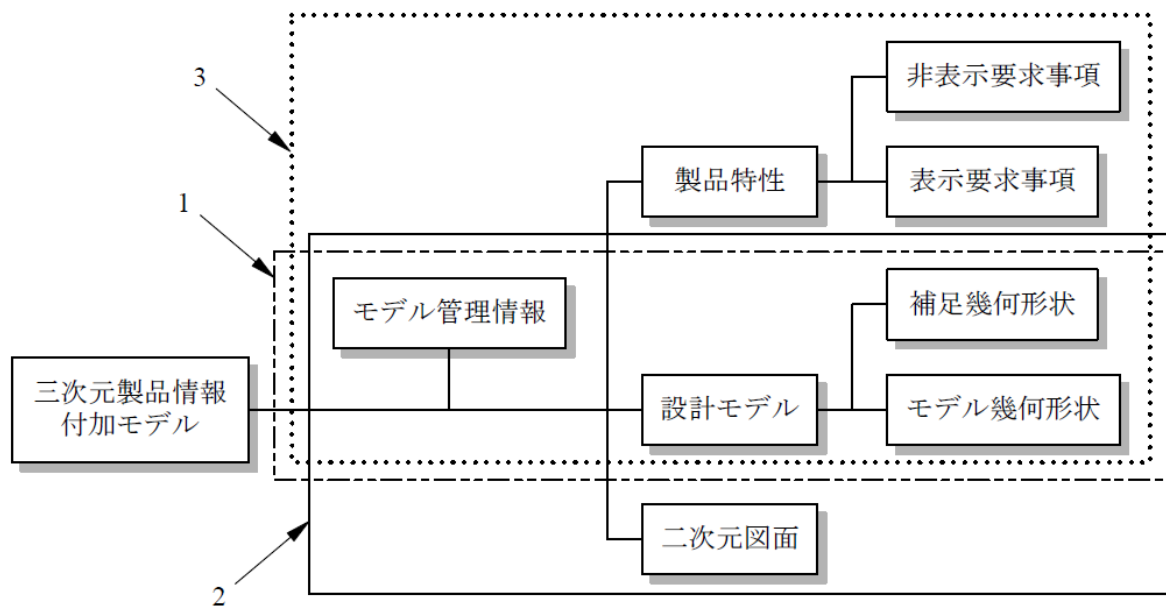 非表示要求事項
3
製品特性
表示要求事項
1
モデル管理情報
補足幾何形状
三次元製品情報
付加モデル
設計モデル
モデル幾何形状
二次元図面
2